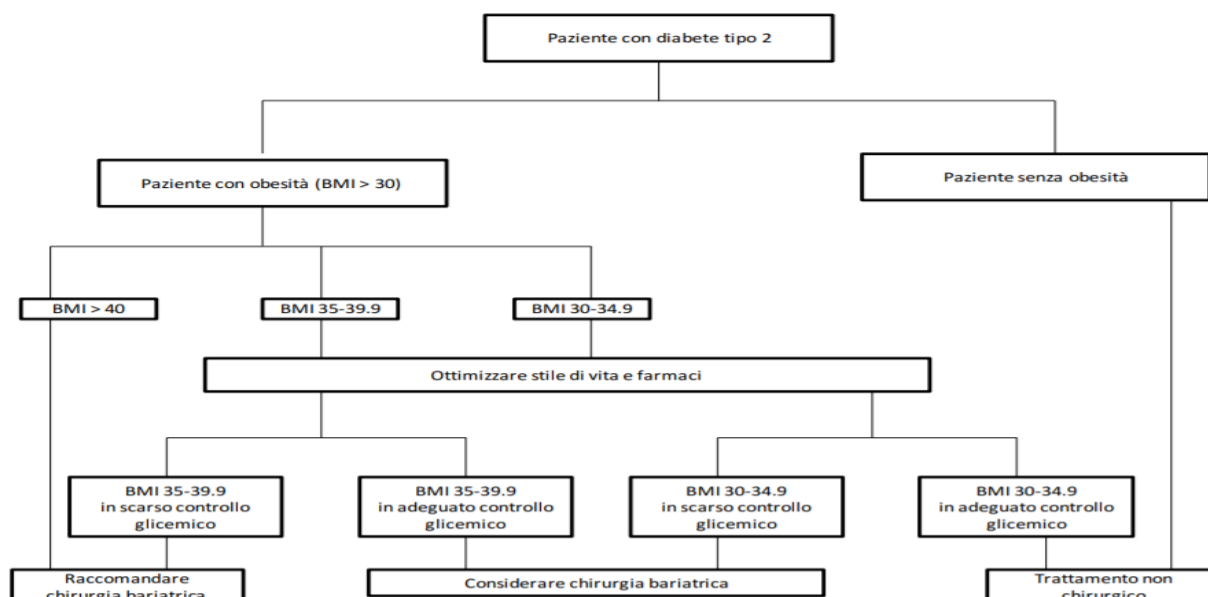 Paziente con diabete tipo 2
Paziente con obesità (BMI > 30)
Paziente senza obesità
BMI > 40
BMI 35-39.9
BMI 30-34.9
Ottimizzare stile di vita e farmaci
BMI 35-39.9
in scarso controllo
glicemico
BMI 35-39.9
in adeguato controllo
glicemico
BMI 30-34.9
in scarso controllo
glicemico
BMI 30-34.9
in adeguato controllo
glicemico
Raccomandare
chirurgia bariatrica
Considerare chirurgia bariatrica
Trattamento non
chirurgico